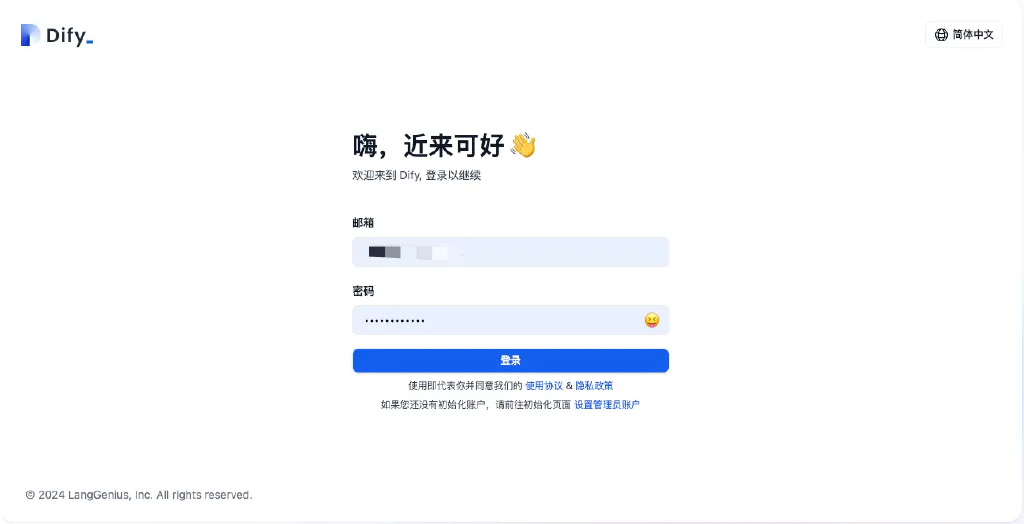 Dify_
简体中文
嗨，近来可好 👋
欢迎来到 Dify, 登录以继续
邮箱
密码
••••••••••••
登录
使用即代表你并同意我们的 使用协议 & 隐私政策
如果您还没有初始化账户，请前往初始化页面 设置管理员账户
© 2024 LangGenius, Inc. All rights reserved.